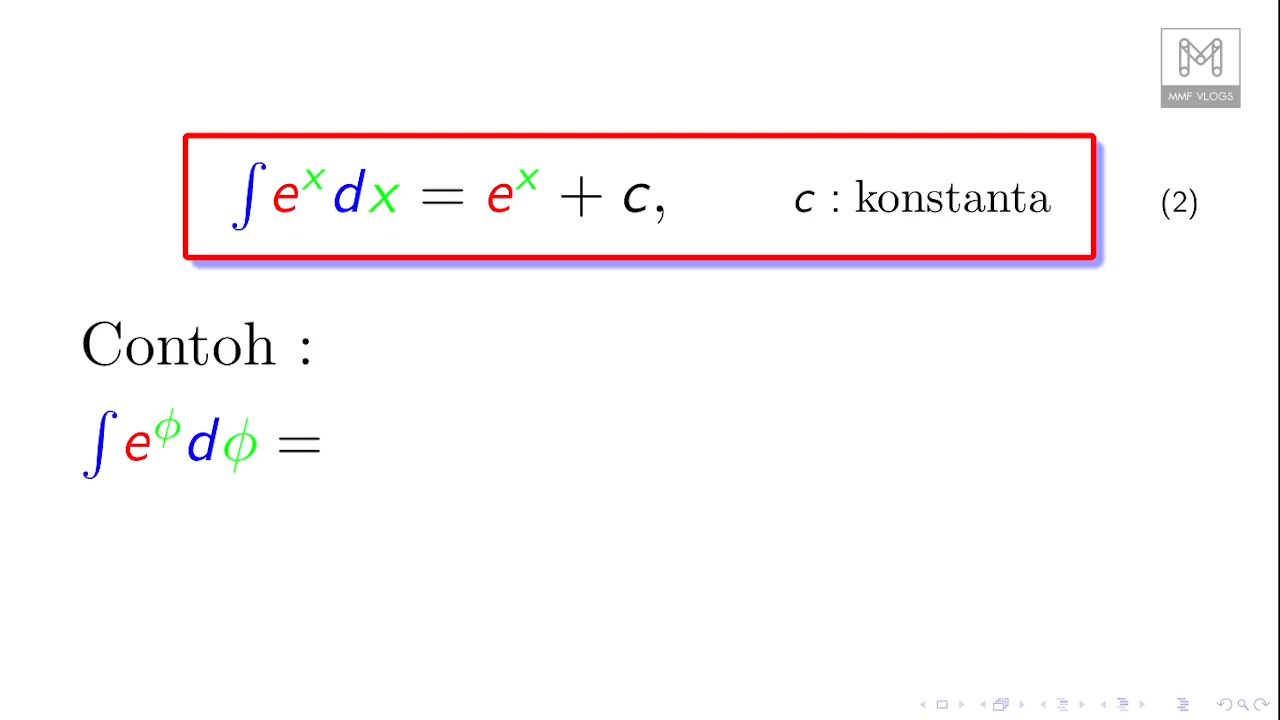 MMF VLOGS
∫ e^x dx = e^x + c, c : konstanta (2)
Contoh :
∫ e^ϕ dϕ =